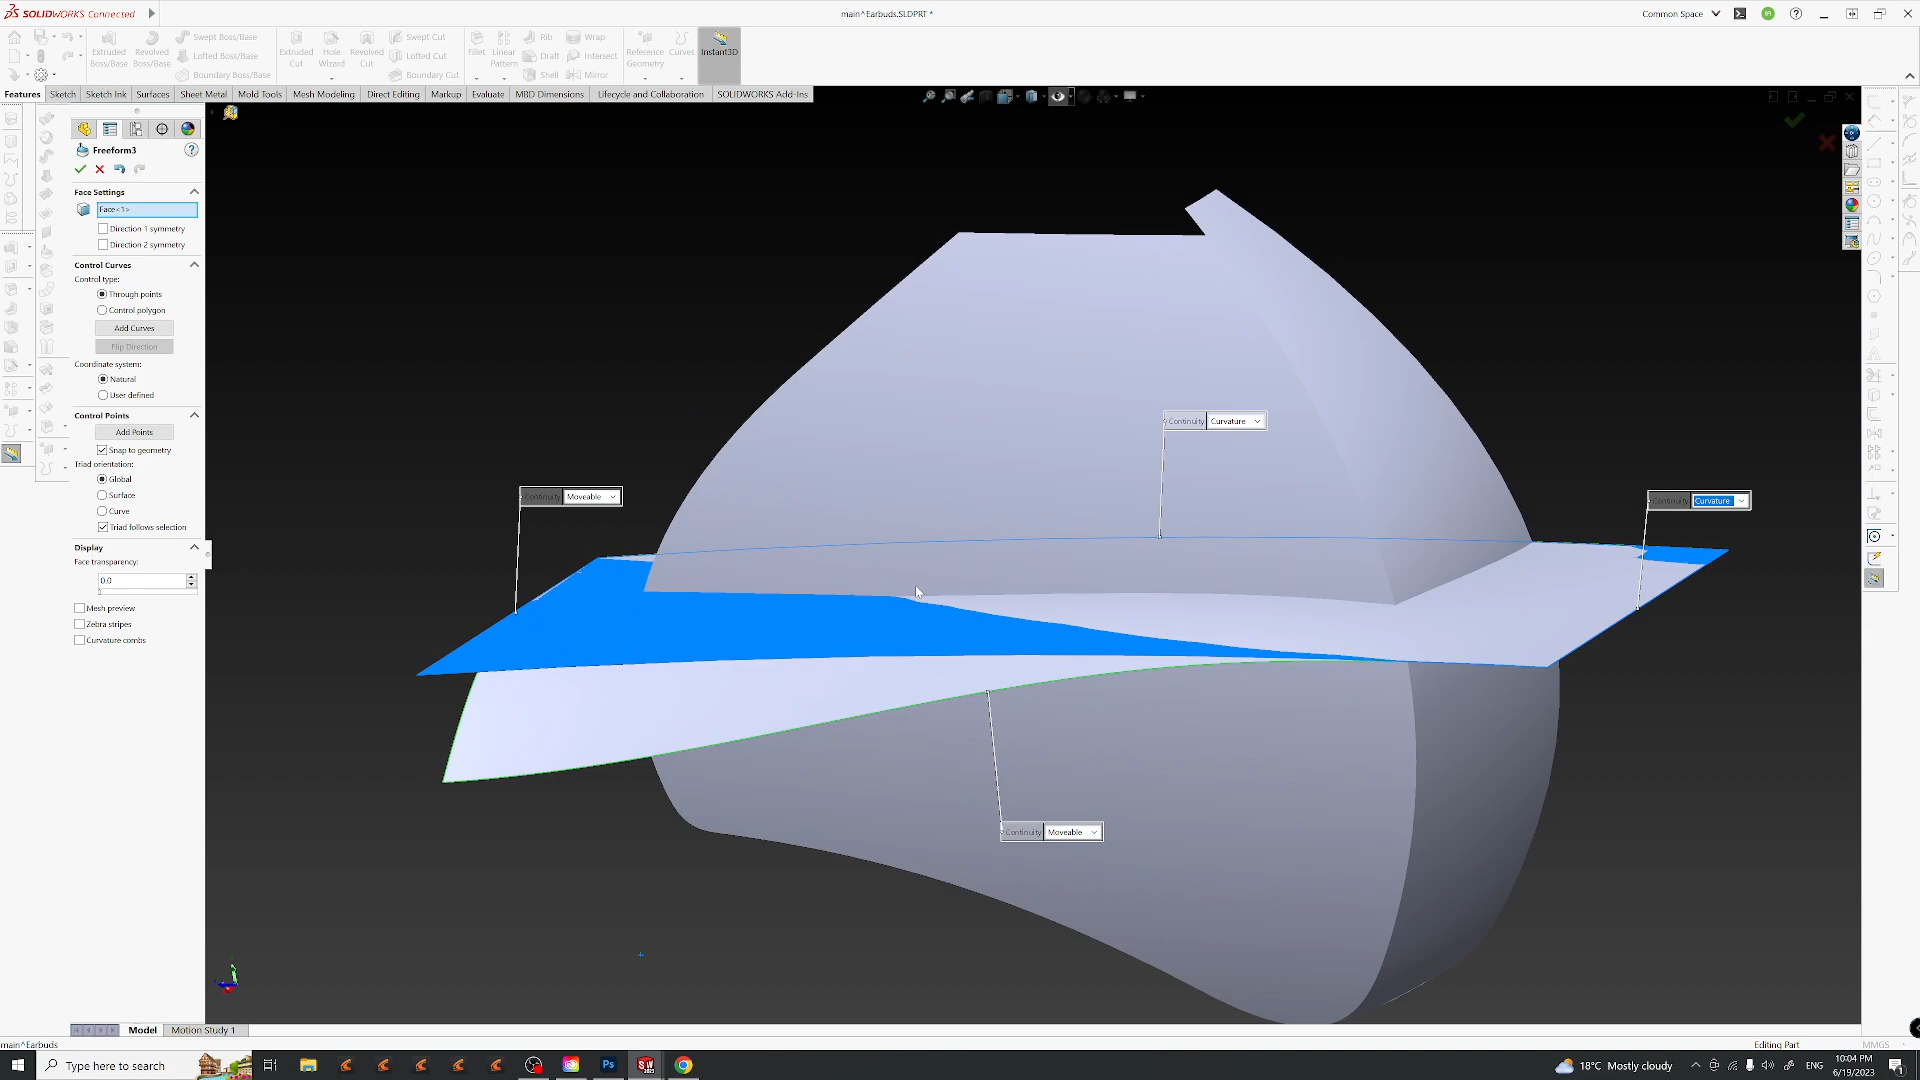 SOLIDWORKS Connected
main^Earbuds.SLDPRT *
Common Space
Extruded Boss/Base
Revolved Boss/Base
Swept Boss/Base
Lofted Boss/Base
Boundary Boss/Base
Extruded Cut
Hole Wizard
Revolved Cut
Swept Cut
Lofted Cut
Boundary Cut
Fillet
Linear Pattern
Rib
Draft
Shell
Wrap
Intersect
Mirror
Reference Geometry
Curves
Instant3D
Features
Sketch
Sketch Ink
Surfaces
Sheet Metal
Mold Tools
Mesh Modeling
Direct Editing
Markup
Evaluate
MBD Dimensions
Lifecycle and Collaboration
SOLIDWORKS Add-Ins
Freeform3
Face Settings
Face<1>
Direction 1 symmetry
Direction 2 symmetry
Control Curves
Control type:
Through points
Control polygon
Add Curves
Flip Direction
Coordinate system:
Natural
User defined
Control Points
Add Points
Snap to geometry
Triad orientation:
Global
Surface
Curve
Triad follows selection
Display
Face transparency:
0.0
Mesh preview
Zebra stripes
Curvature combs
Continuity Curvature
Continuity Moveable
Continuity Curvature
Continuity Moveable
Model
Motion Study 1
main^Earbuds
Editing Part
MMGS
Type here to search
Ps
SW
2023
18°C Mostly cloudy
ENG
10:04 PM
6/19/2023